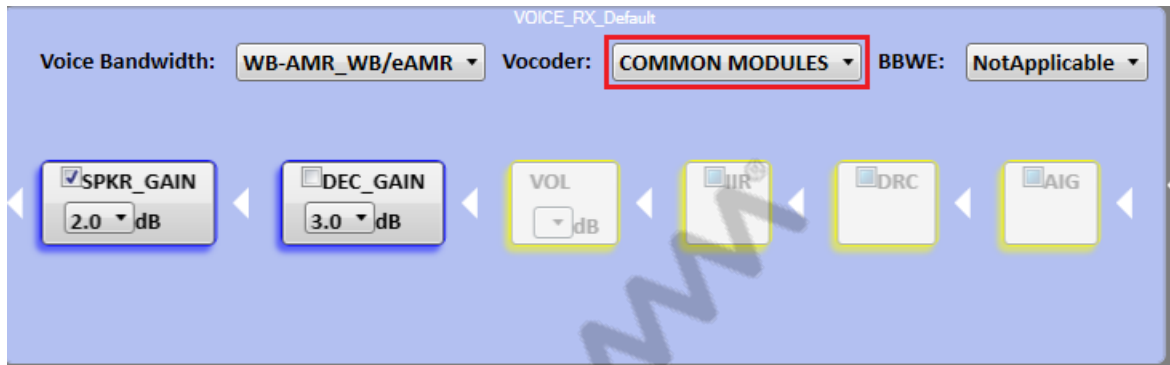 VOICE_RX_Default
Voice Bandwidth: WB-AMR_WB/eAMR Vocoder: COMMON MODULES BBWE: NotApplicable
SPKR_GAIN DEC_GAIN VOL IIR DRC AIG
2.0 dB 3.0 dB dB